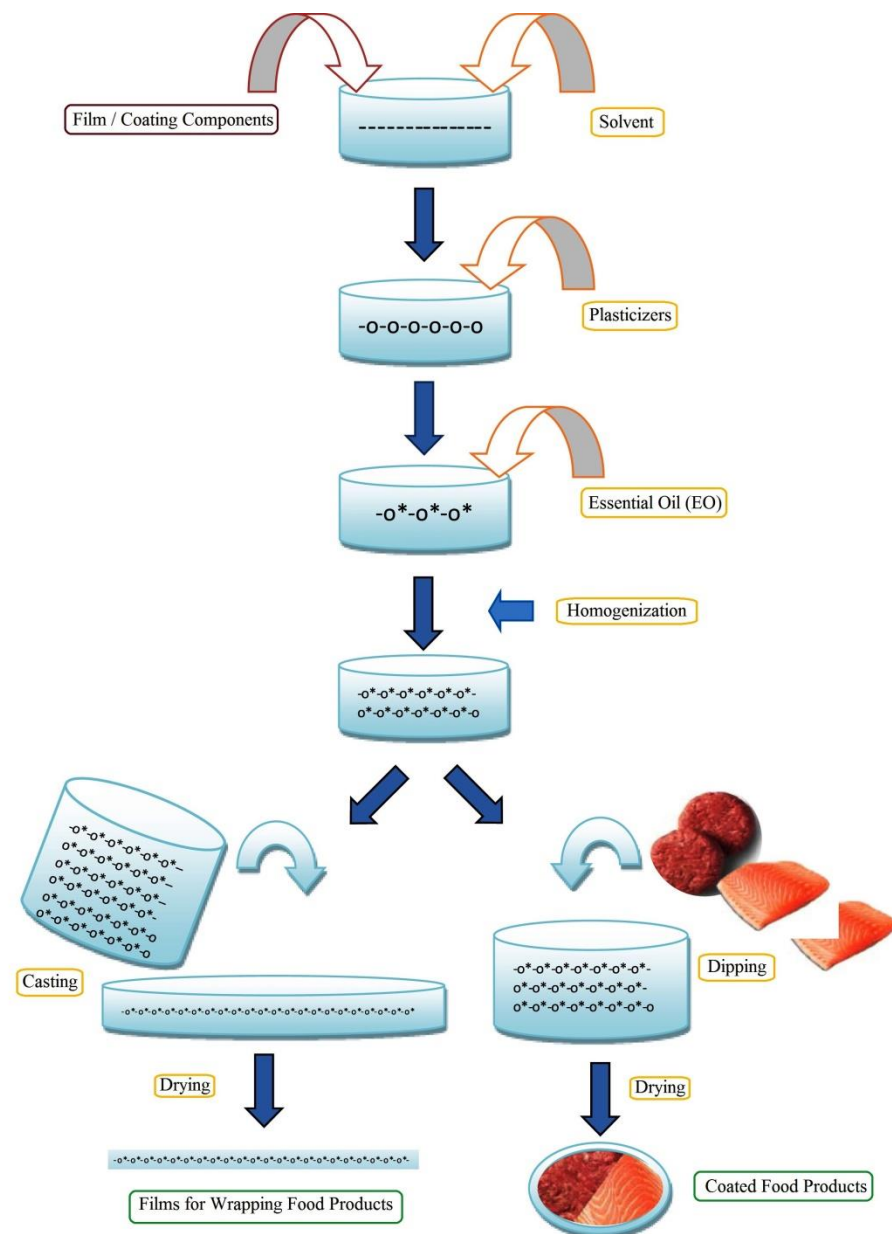 Film / Coating Components
Solvent
---------------
-o-o-o-o-o-o
Plasticizers
-o*-o*-o*
Essential Oil (EO)
Homogenization
-o*-o*-o*-o*-o*-o*-
o*-o*-o*-o*-o*-o*-o
-o*-o*-o*-o*-o*-o*–
o*-o*-o*-o*-o*-o*–
o*-o*-o*-o*-o*-o*–
o*-o*-o*-o*-o*-o*-
o*-o*-o*-o*-o*-o*-o
o*-o*-o*-o*-o*-o*-o
Casting
-o*-o*-o*-o*-o*-o*-o*-o*-o*-o*-o*-o*-o*-o*-o*-o*-o*-o*-o*-o*-o*
-o*-o*-o*-o*-o*-o*-
o*-o*-o*-o*-o*-o*-
o*-o*-o*-o*-o*-o*-o
Dipping
Drying
Drying
-o*-o*-o*-o*-o*-o*-o*-o*-o*-o*-o*-o*-o*-o*-o*-o*-o*-o*-o*-o*-o*-
Films for Wrapping Food Products
Coated Food Products